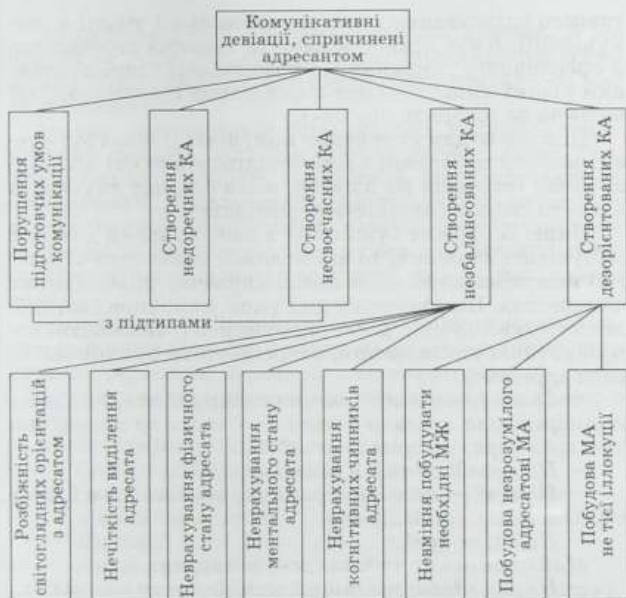 Комунікативні
девіації, спричинені
адресантом
Порушення
підготовчих умов
комунікації
Створення
недоречних КА
Створення
несвоєчасних КА
Створення
незбалансованих КА
Створення
дезорієнтованих КА
з підтипами
Розбіжність
світоглядних орієнтацій
з адресатом
Нечіткість виділення
адресата
Неврахування фізичного
стану адресата
Неврахування
ментального стану
адресата
Неврахування
когнітивних чинників
адресата
Невміння побудувати
необхідні МЖ
Побудова незрозумілого
адресатові МА
Побудова МА
не тієї іллокуції